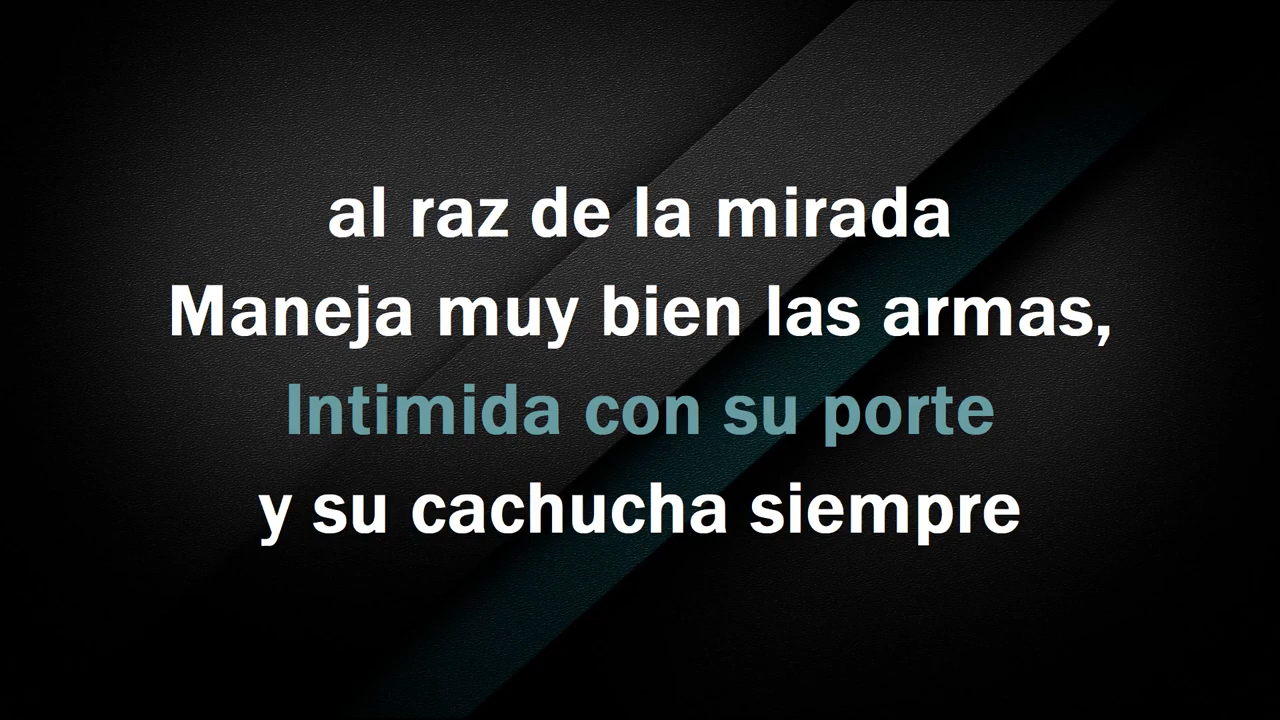 al raz de la mirada
Maneja muy bien las armas,
Intimida con su porte
y su cachucha siempre